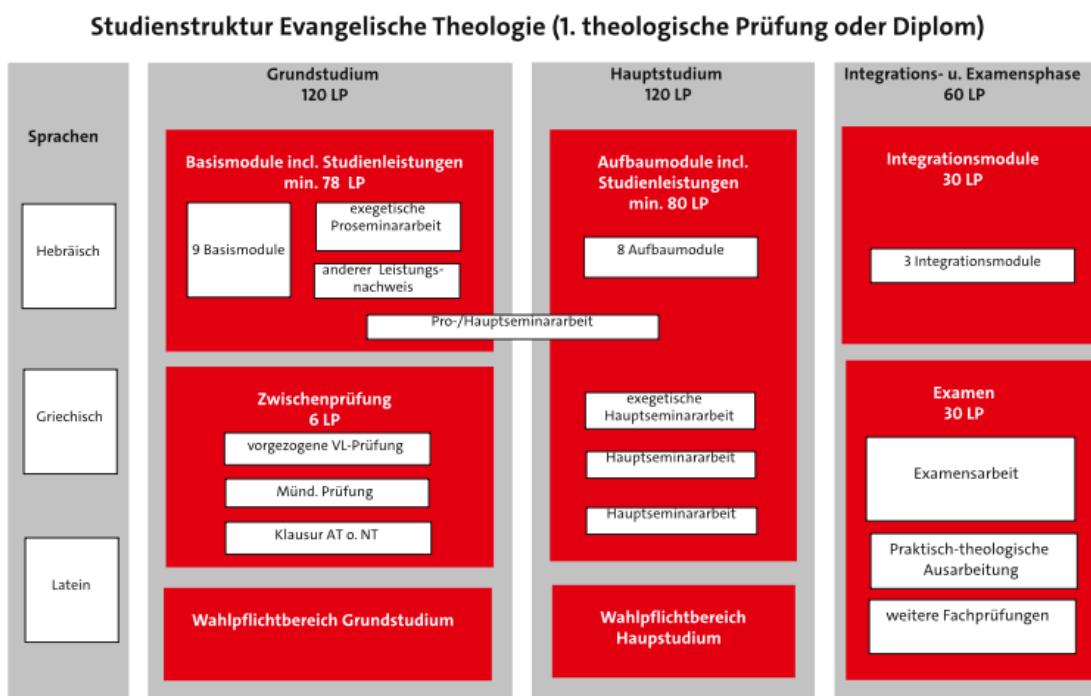 Studienstruktur Evangelische Theologie (1. theologische Prüfung oder Diplom)
Sprachen
Hebräisch
Griechisch
Latein
Grundstudium
120 LP
Basismodule incl. Studienleistungen
min. 78 LP
9 Basismodule
exegetische
Proseminararbeit
anderer Leistungs-
nachweis
Pro-/Hauptseminararbeit
Zwischenprüfung
6 LP
vorgezogene VL-Prüfung
Münd. Prüfung
Klausur AT o. NT
Wahlpflichtbereich Grundstudium
Hauptstudium
120 LP
Aufbaumodule incl.
Studienleistungen
min. 80 LP
8 Aufbaumodule
exegetische
Hauptseminararbeit
Hauptseminararbeit
Hauptseminararbeit
Wahlpflichtbereich
Haupstudium
Integrations- u. Examensphase
60 LP
Integrationsmodule
30 LP
3 Integrationsmodule
Examen
30 LP
Examensarbeit
Praktisch-theologische
Ausarbeitung
weitere Fachprüfungen